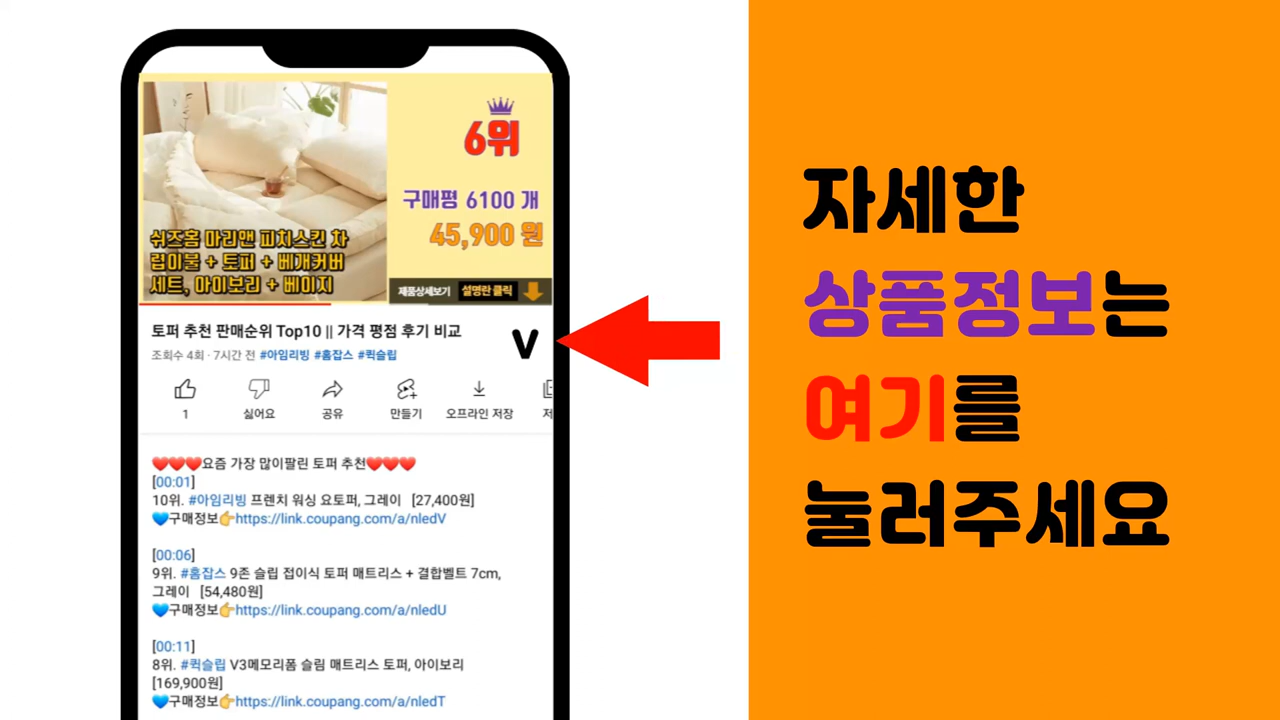 6위
구매평 6100 개
45,900 원
쉬즈홈 마리앤 피치스킨 차
렵이불 + 토퍼 + 베개커버
세트, 아이보리 + 베이지
제품상세보기 설명란 클릭
토퍼 추천 판매순위 Top10 || 가격 평점 후기 비교
V
조회수 4회 · 7시간 전 #아임리빙 #홈잡스 #퀵슬립
1 싫어요 공유 만들기 오프라인 저장 저
❤️❤️❤️요즘 가장 많이팔린 토퍼 추천❤️❤️❤️
[00:01]
10위. #아임리빙 프렌치 워싱 요토퍼, 그레이 [27,400원]
💙구매정보👉https://link.coupang.com/a/nledV
[00:06]
9위. #홈잡스 9존 슬립 접이식 토퍼 매트리스 + 결합벨트 7cm,
그레이 [54,480원]
💙구매정보👉https://link.coupang.com/a/nledU
[00:11]
8위. #퀵슬립 V3메모리폼 슬림 매트리스 토퍼, 아이보리
[169,900원]
💙구매정보👉https://link.coupang.com/a/nledT
자세한
상품정보는
여기를
눌러주세요